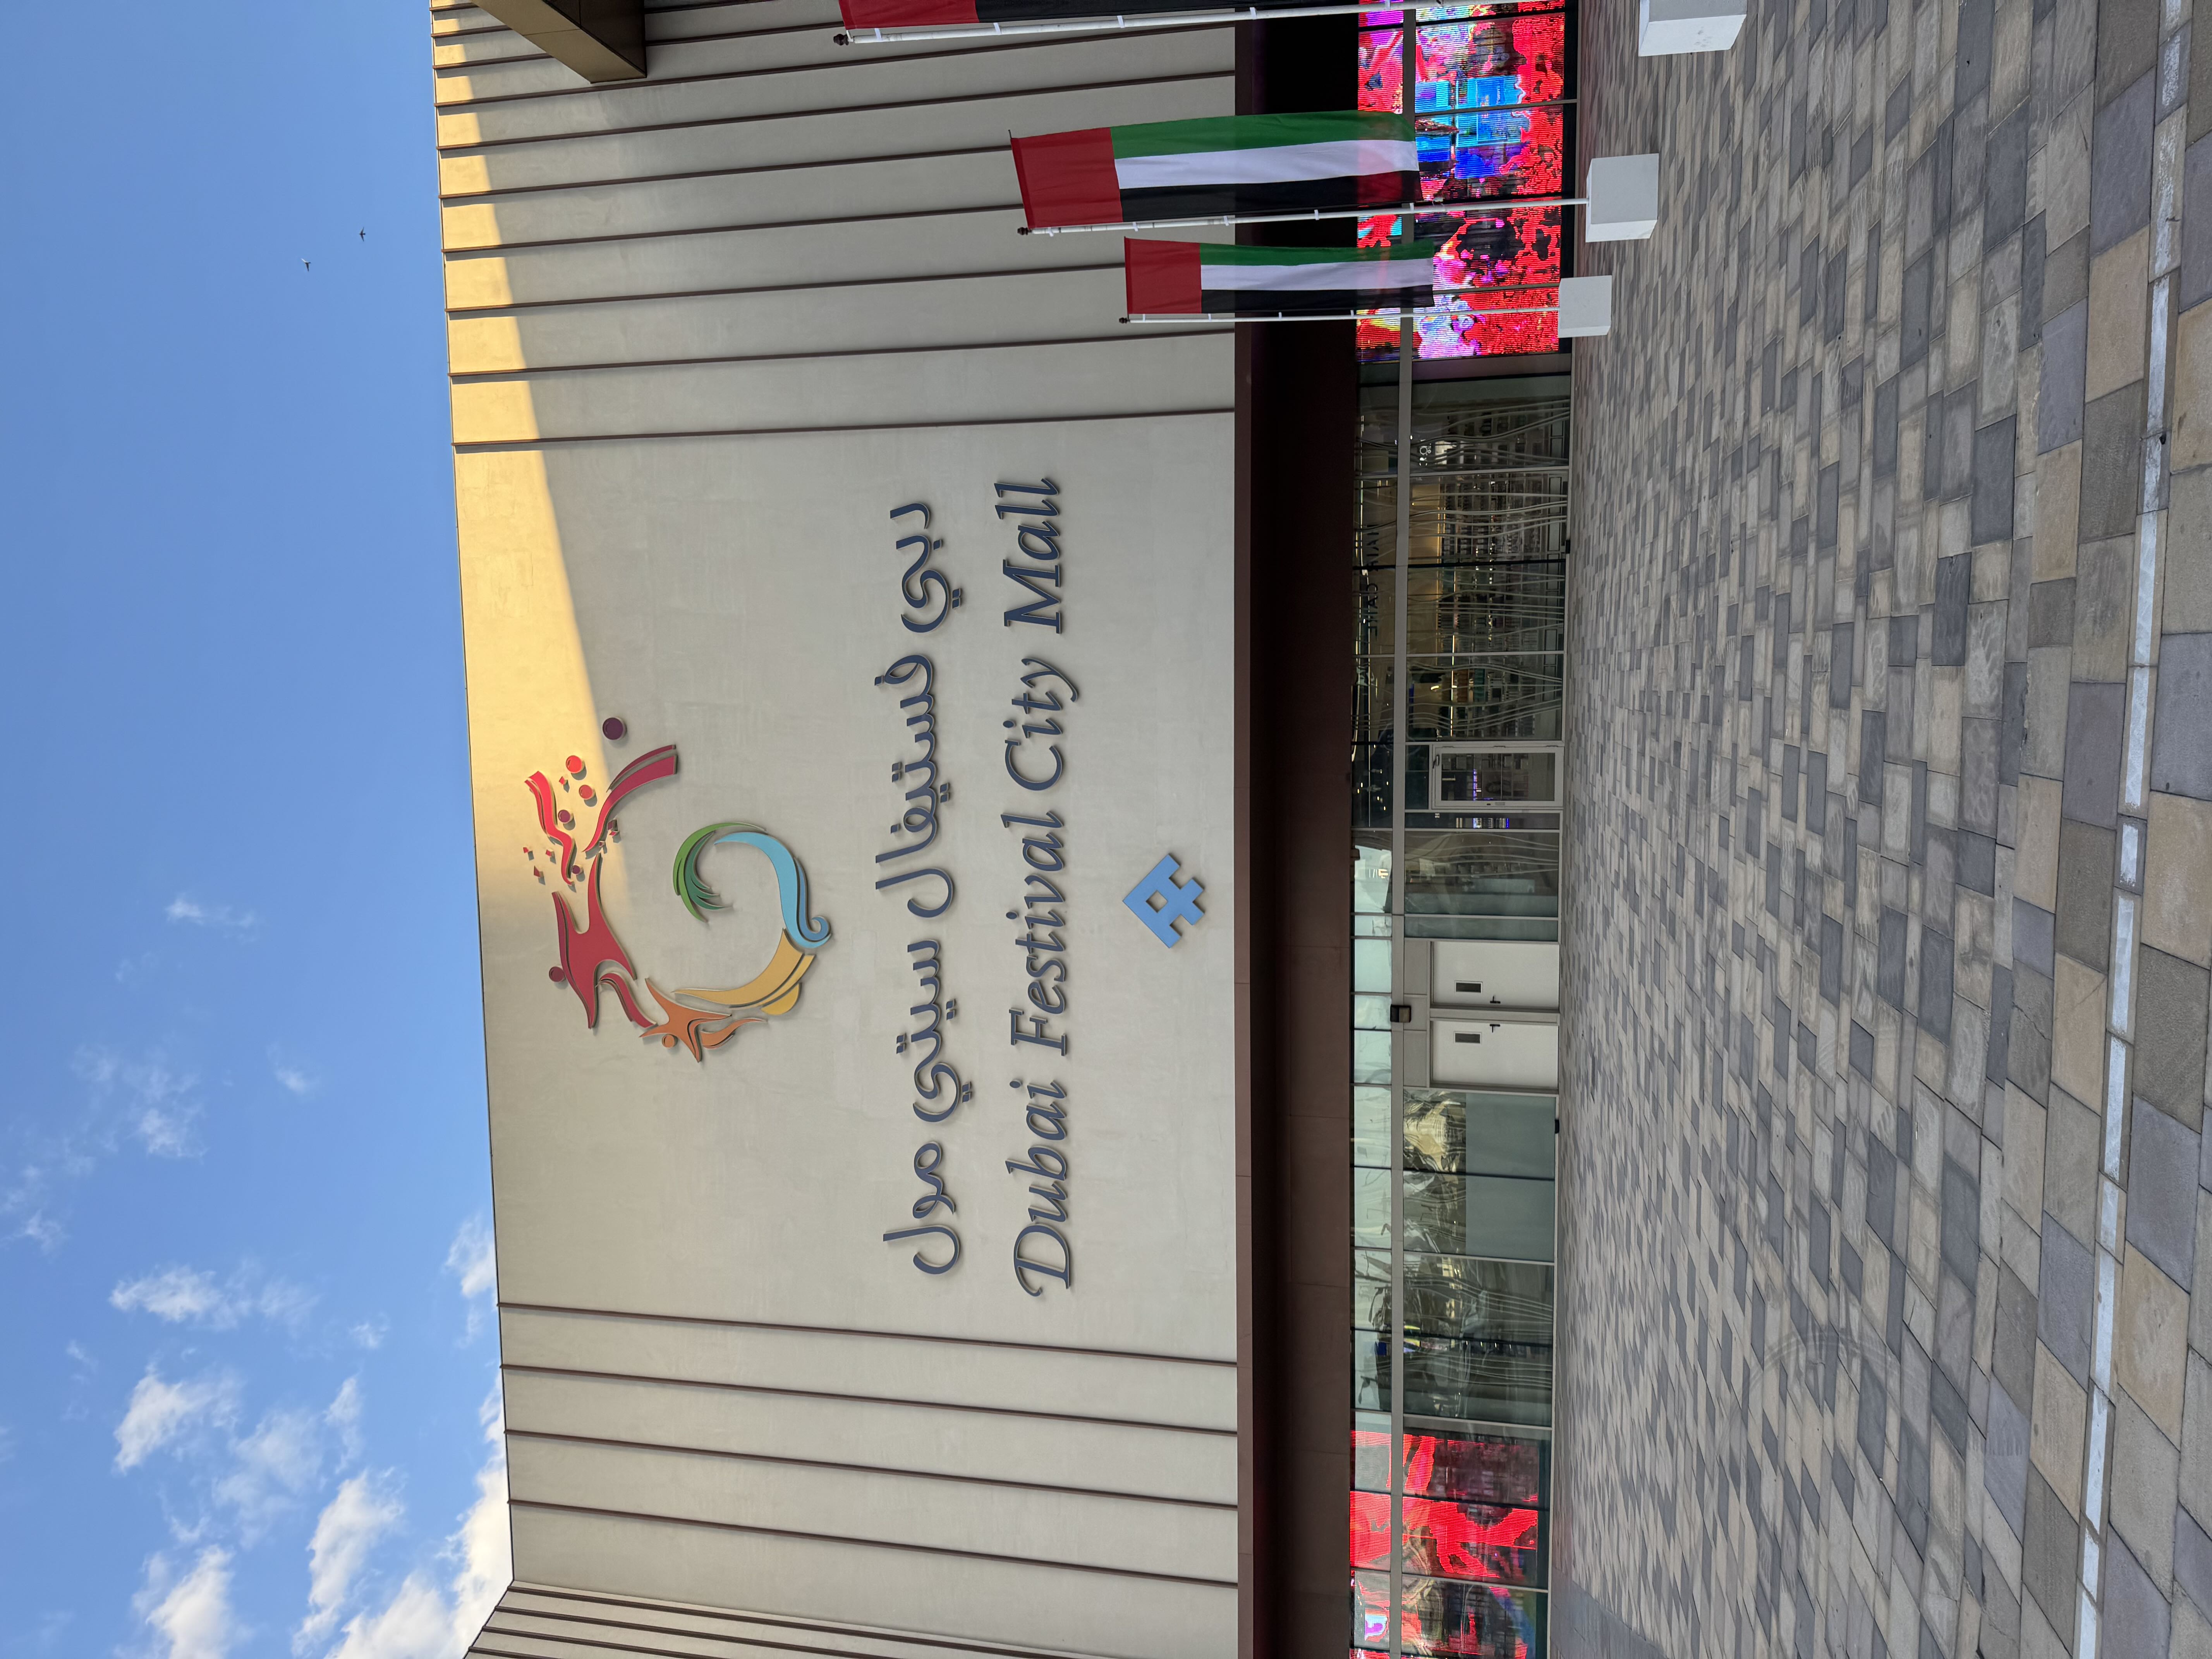 دبي فستيفال سيتي مول
Dubai Festival City Mall